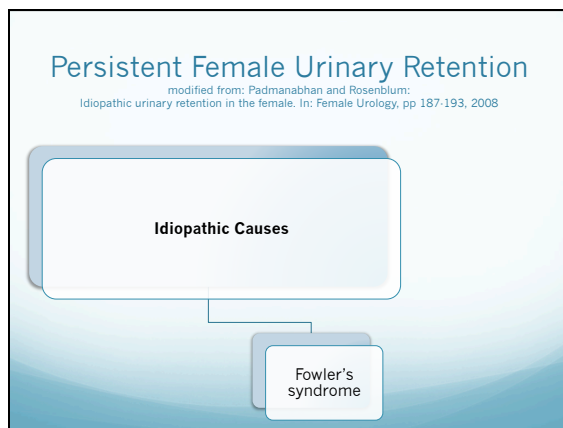 Persistent Female Urinary Retention
modified from: Padmanabhan and Rosenblum:
Idiopathic urinary retention in the female. In: Female Urology, pp 187-193, 2008
Idiopathic Causes
Fowler's
syndrome